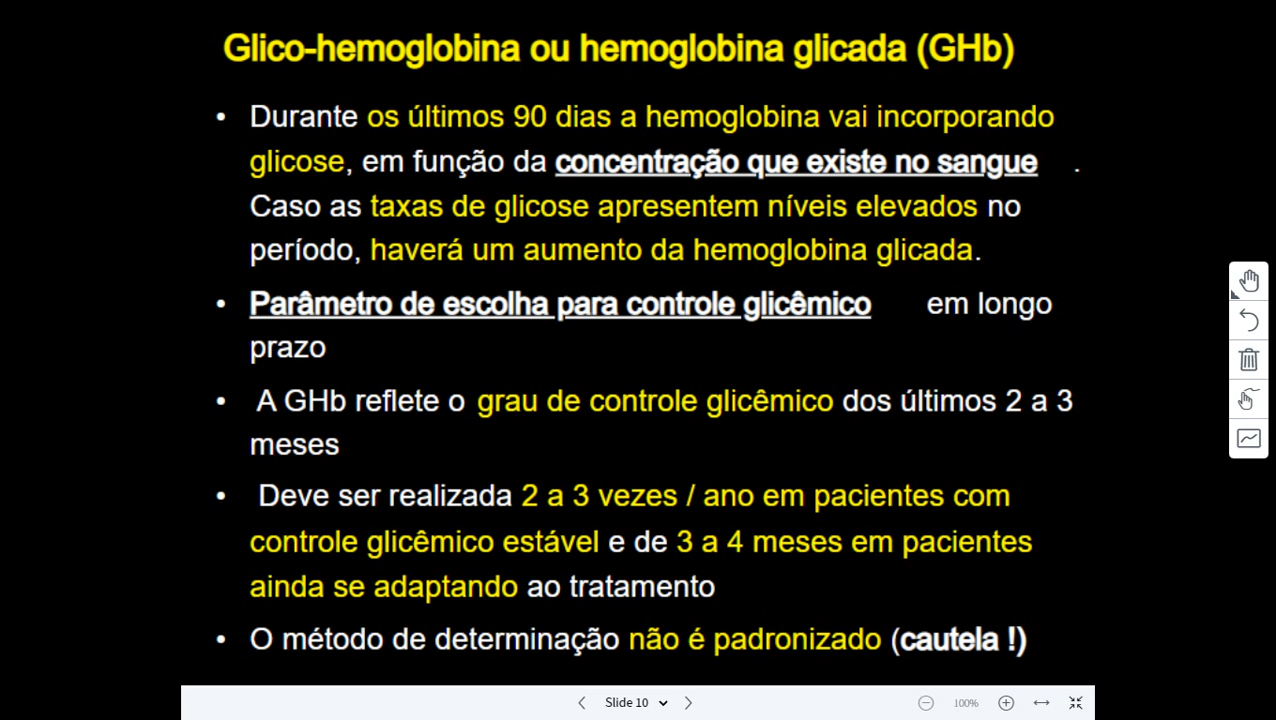 Glico-hemoglobina ou hemoglobina glicada (GHb)
• Durante os últimos 90 dias a hemoglobina vai incorporando
glicose, em função da concentração que existe no sangue .
Caso as taxas de glicose apresentem níveis elevados no
período, haverá um aumento da hemoglobina glicada.
• Parâmetro de escolha para controle glicêmico em longo
prazo
• A GHb reflete o grau de controle glicêmico dos últimos 2 a 3
meses
• Deve ser realizada 2 a 3 vezes / ano em pacientes com
controle glicêmico estável e de 3 a 4 meses em pacientes
ainda se adaptando ao tratamento
• O método de determinação não é padronizado (cautela !)
Slide 10
100%